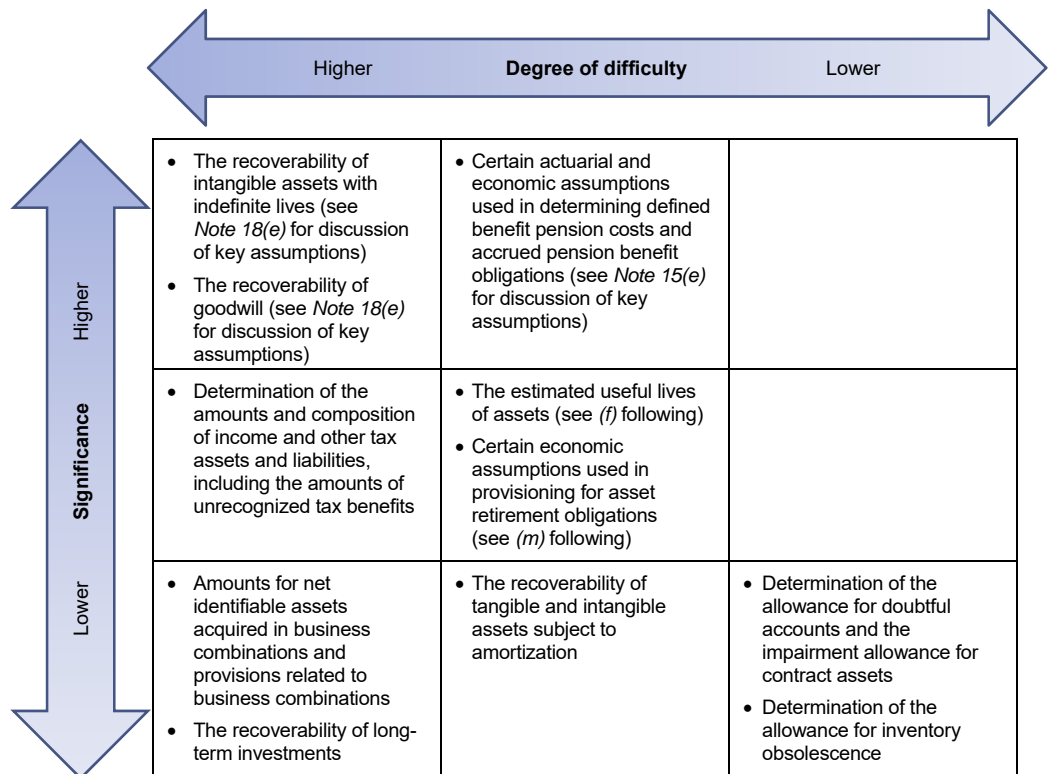 Higher Degree of difficulty Lower
Higher
Significance
Lower
• The recoverability of
intangible assets with
indefinite lives (see
Note 18(e) for discussion
of key assumptions)
• The recoverability of
goodwill (see Note 18(e)
for discussion of key
assumptions)
• Certain actuarial and
economic assumptions
used in determining defined
benefit pension costs and
accrued pension benefit
obligations (see Note 15(e)
for discussion of key
assumptions)
• Determination of the
amounts and composition
of income and other tax
assets and liabilities,
including the amounts of
unrecognized tax benefits
• The estimated useful lives
of assets (see (f) following)
• Certain economic
assumptions used in
provisioning for asset
retirement obligations
(see (m) following)
• Amounts for net
identifiable assets
acquired in business
combinations and
provisions related to
business combinations
• The recoverability of long-
term investments
• The recoverability of
tangible and intangible
assets subject to
amortization
• Determination of the
allowance for doubtful
accounts and the
impairment allowance for
contract assets
• Determination of the
allowance for inventory
obsolescence